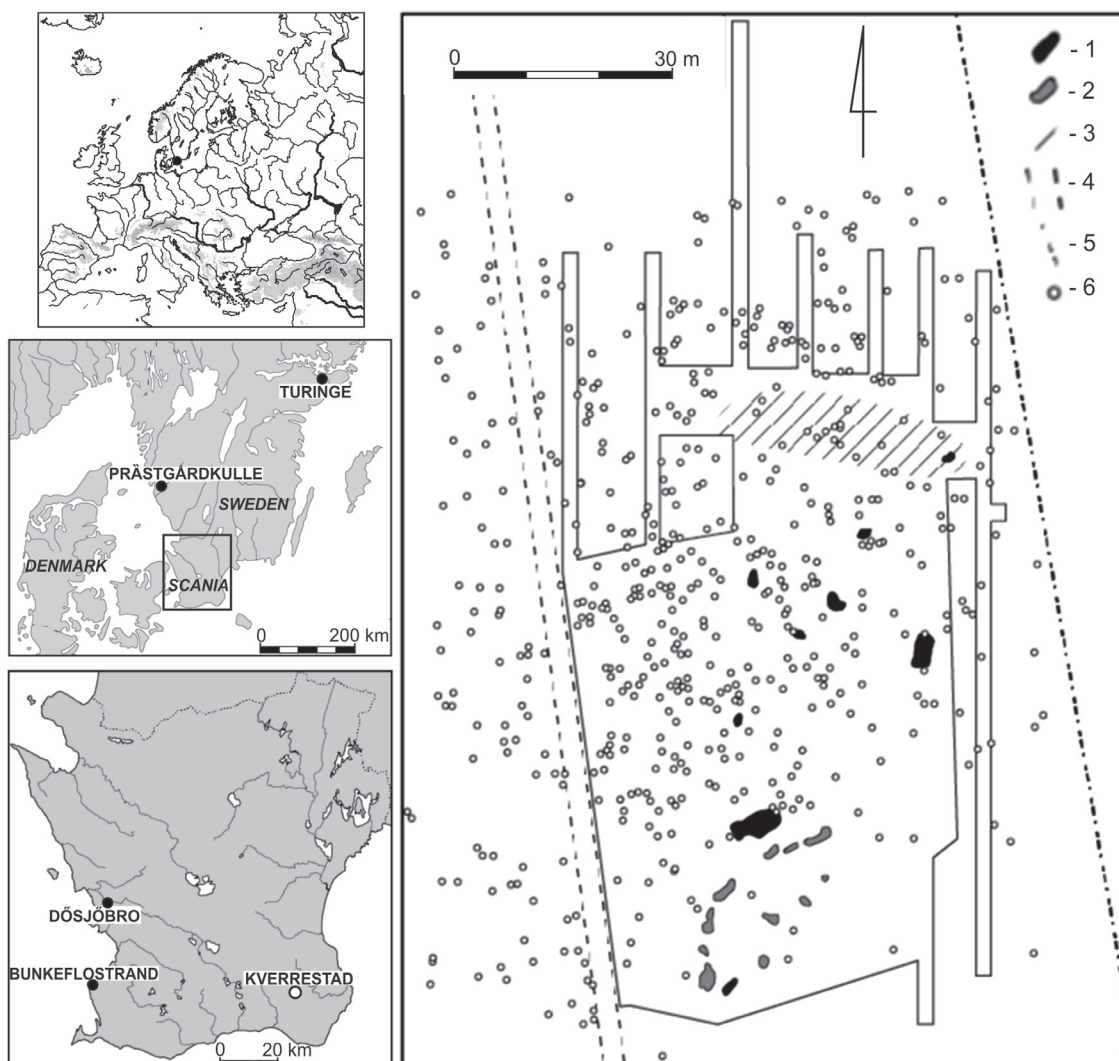 TURINGE
PRÄSTGÅRDKULLE
SWEDEN
DENMARK
SCANIA
0 200 km
DŐSJŐBRO
BUNKEFLOSTRAND
KVERRESTAD
0 20 km
0 30 m
- 1
- 2
- 3
- 4
- 5
- 6